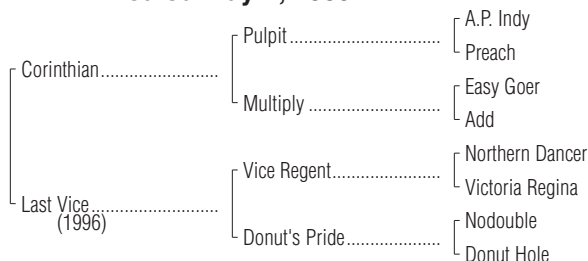 A.P. Indy
Pulpit
Preach
Corinthian
Easy Goer
Multiply
Add
Northern Dancer
Vice Regent
Victoria Regina
Last Vice
(1996)
Nodouble
Donut's Pride
Donut Hole